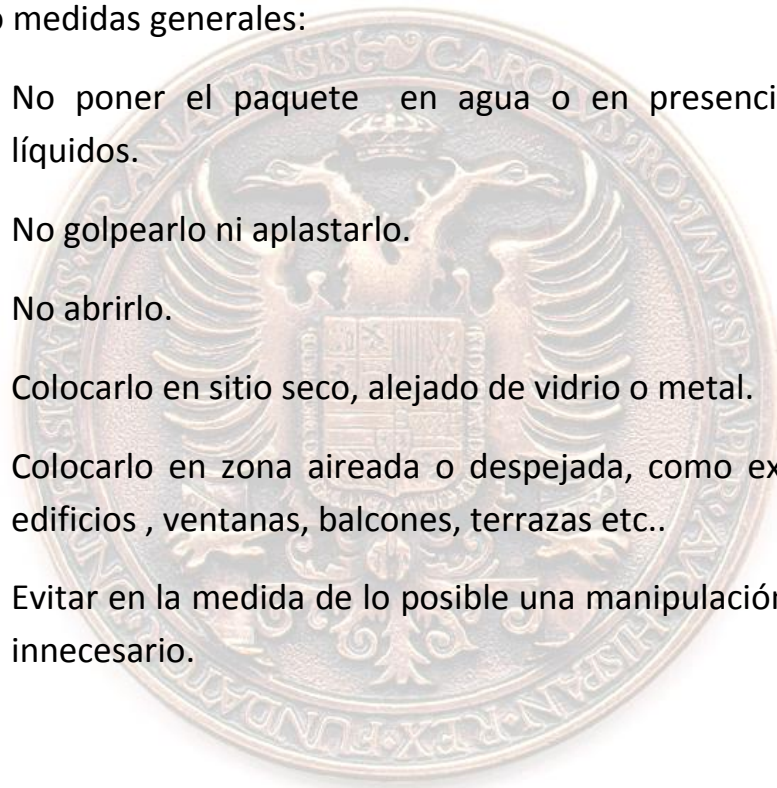 o medidas generales:
No poner el paquete en agua o en presenci
líquidos.
No golpearlo ni aplastarlo.
No abrirlo.
Colocarlo en sitio seco, alejado de vidrio o metal.
Colocarlo en zona aireada o despejada, como ex
edificios , ventanas, balcones, terrazas etc..
Evitar en la medida de lo posible una manipulación
innecesario.